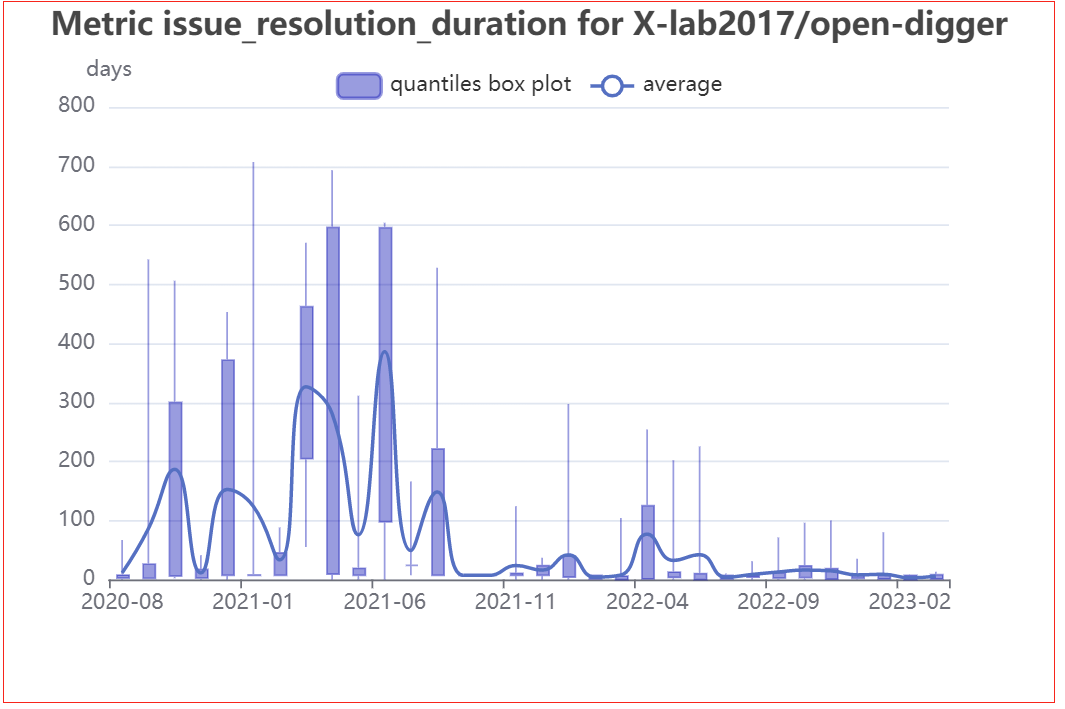 Metric issue_resolution_duration for X-lab2017/open-digger
days
quantiles box plot
average
800
700
600
500
400
300
200
100
0
2020-08 2021-01 2021-06 2021-11 2022-04 2022-09 2023-02